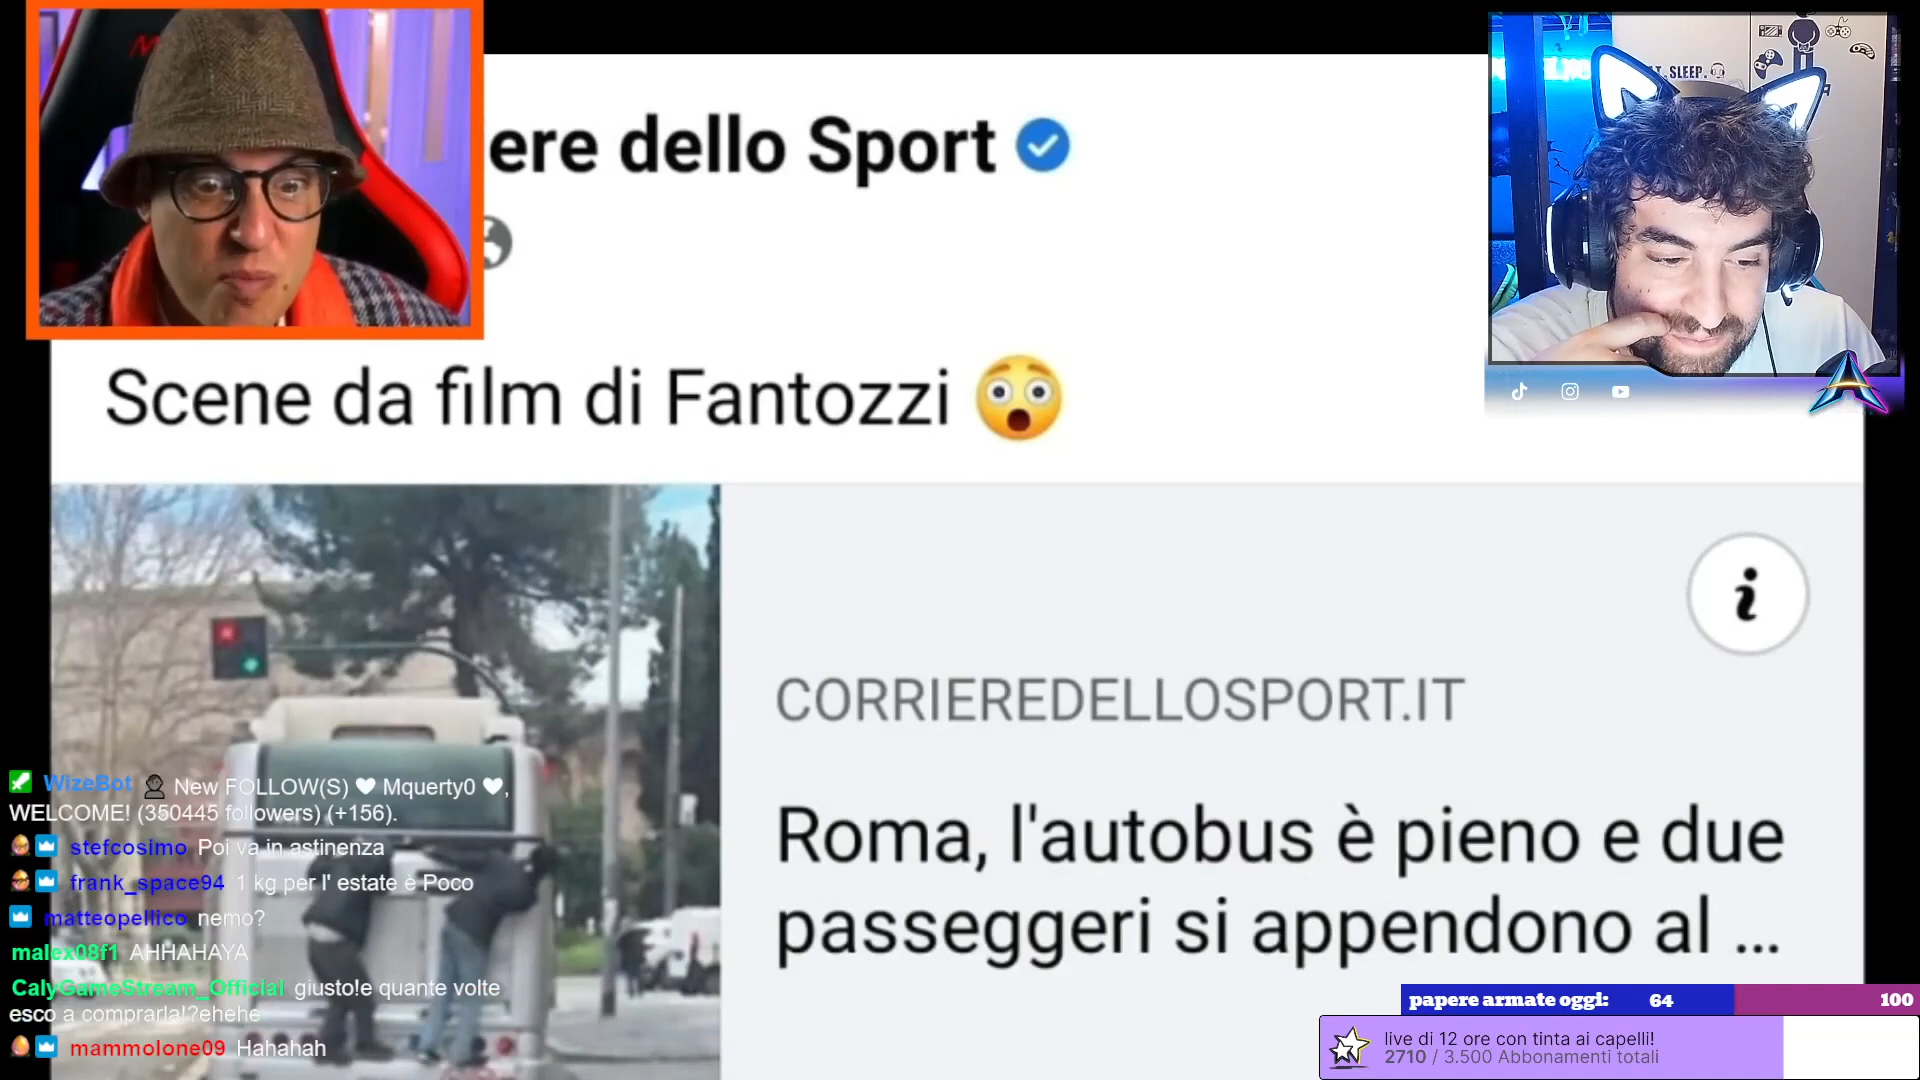 ere dello Sport
Scene da film di Fantozzi
CORRIEREDELLOSPORT.IT
Roma, l'autobus è pieno e due
passeggeri si appendono al ...
T.SLEEP.
WizeBot New FOLLOW(S) Mquerty0 ,
WELCOME! (350445 followers) (+156).
stefcosimo Poi va in astinenza
frank_space94 1 kg per l' estate è Poco
matteopellico nemo?
malex08f1 AHHAHAYA
CalyGameStream_Official giusto!e quante volte
esco a comprarla!?ehehe
mammolone09 Hahahah
papere armate oggi: 64 100
live di 12 ore con tinta ai capelli!
2710 / 3.500 Abbonamenti totali